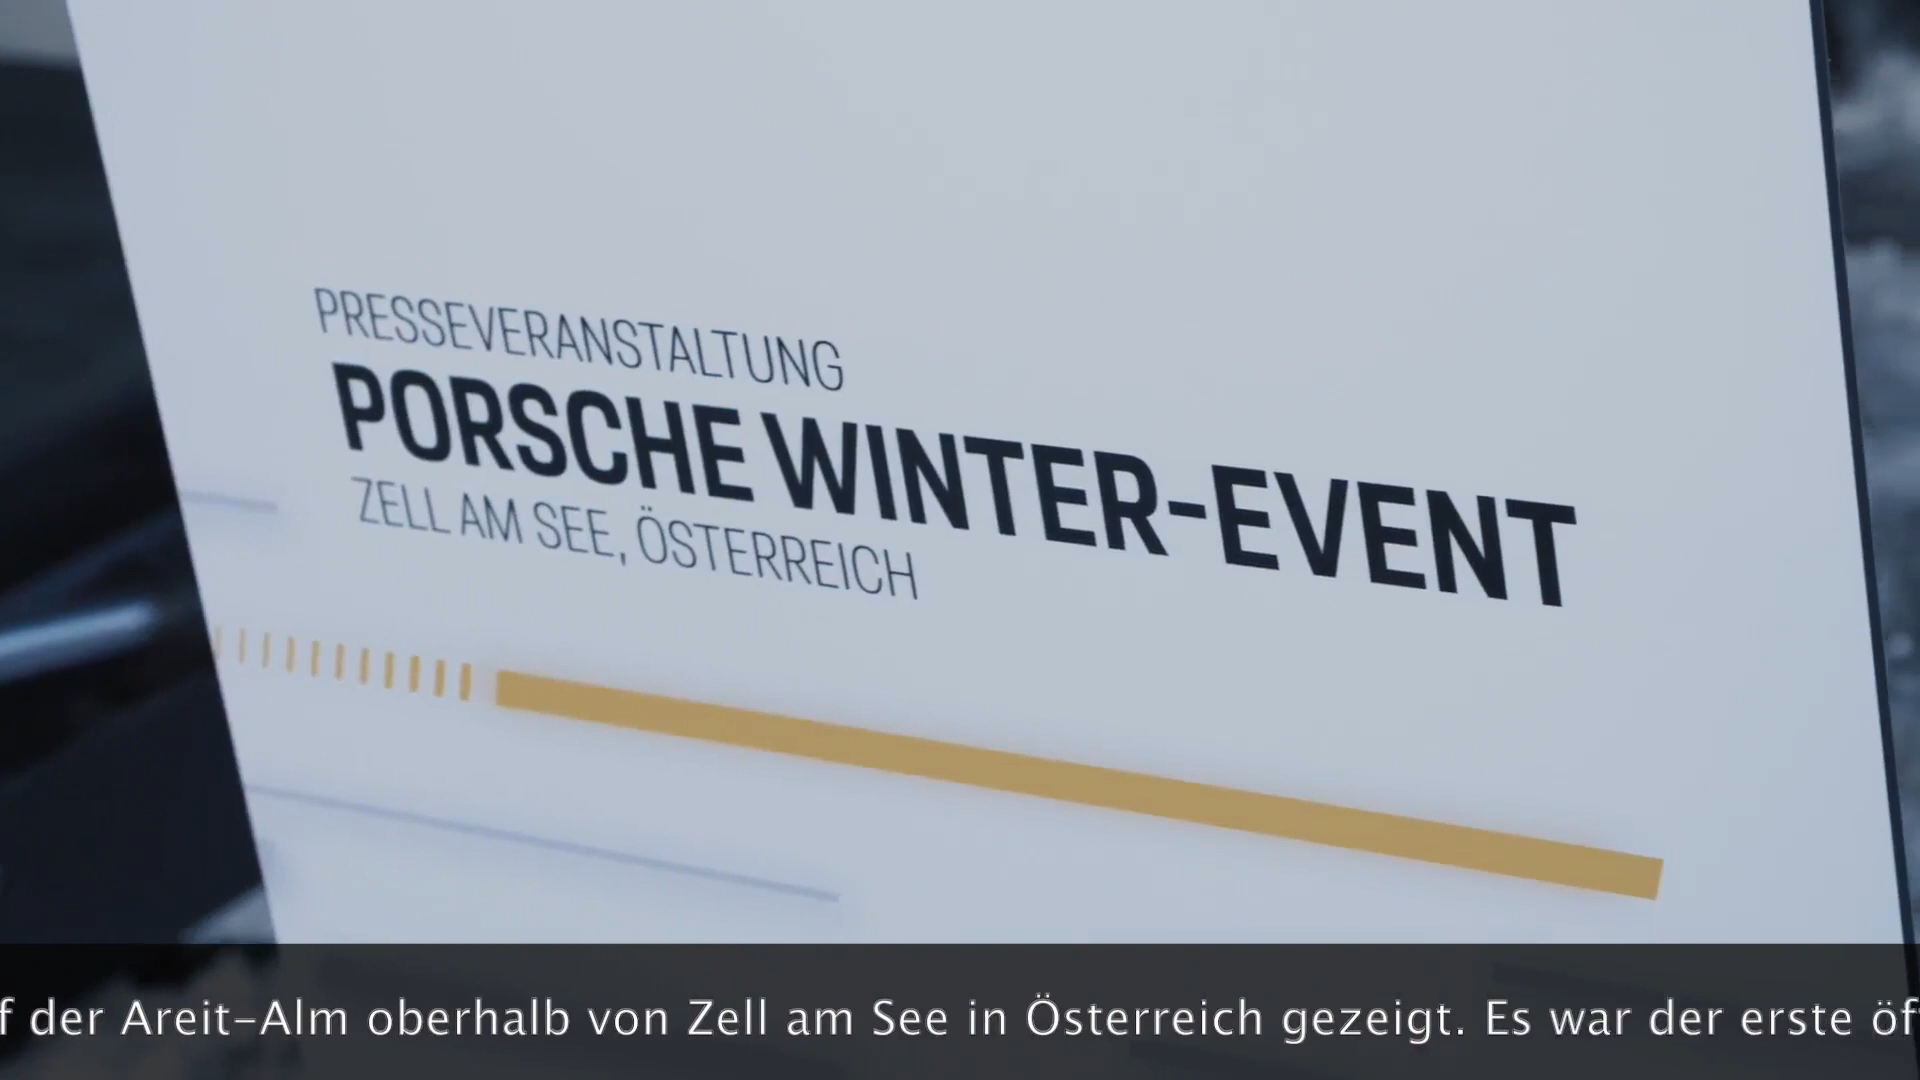 PRESSEVERANSTALTUNG
PORSCHE WINTER-EVENT
ZELL AM SEE, ÖSTERREICH
der Areit-Alm oberhalb von Zell am See in Österreich gezeigt. Es war der erste